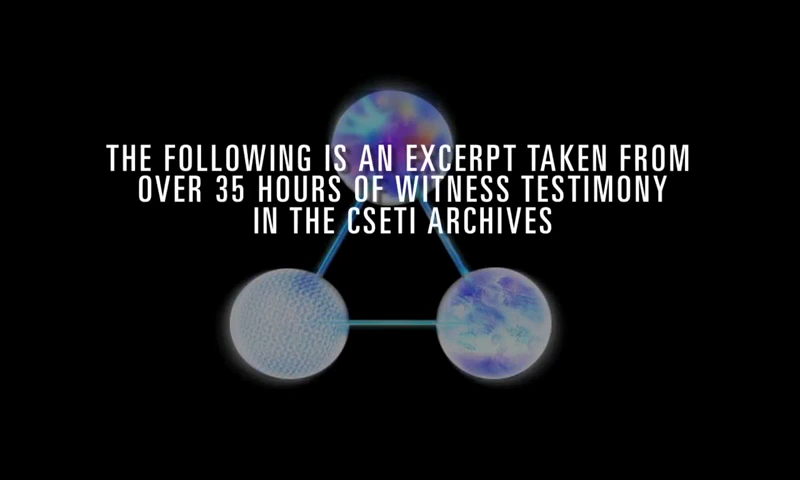 THE FOLLOWING IS AN EXCERPT TAKEN FROM
OVER 35 HOURS OF WITNESS TESTIMONY
IN THE CSETI ARCHIVES